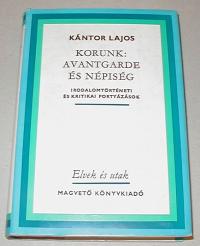 KÁNTOR LAJOS
KORUNK:
AVANTGARDE
ÉS NÉPISÉG
IRODALOMTÖRTÉNETI
ÉS KRITIKAI PORTYÁZÁSOK
Elvek és utak
MAGVETŐ KÖNYVKIADÓ